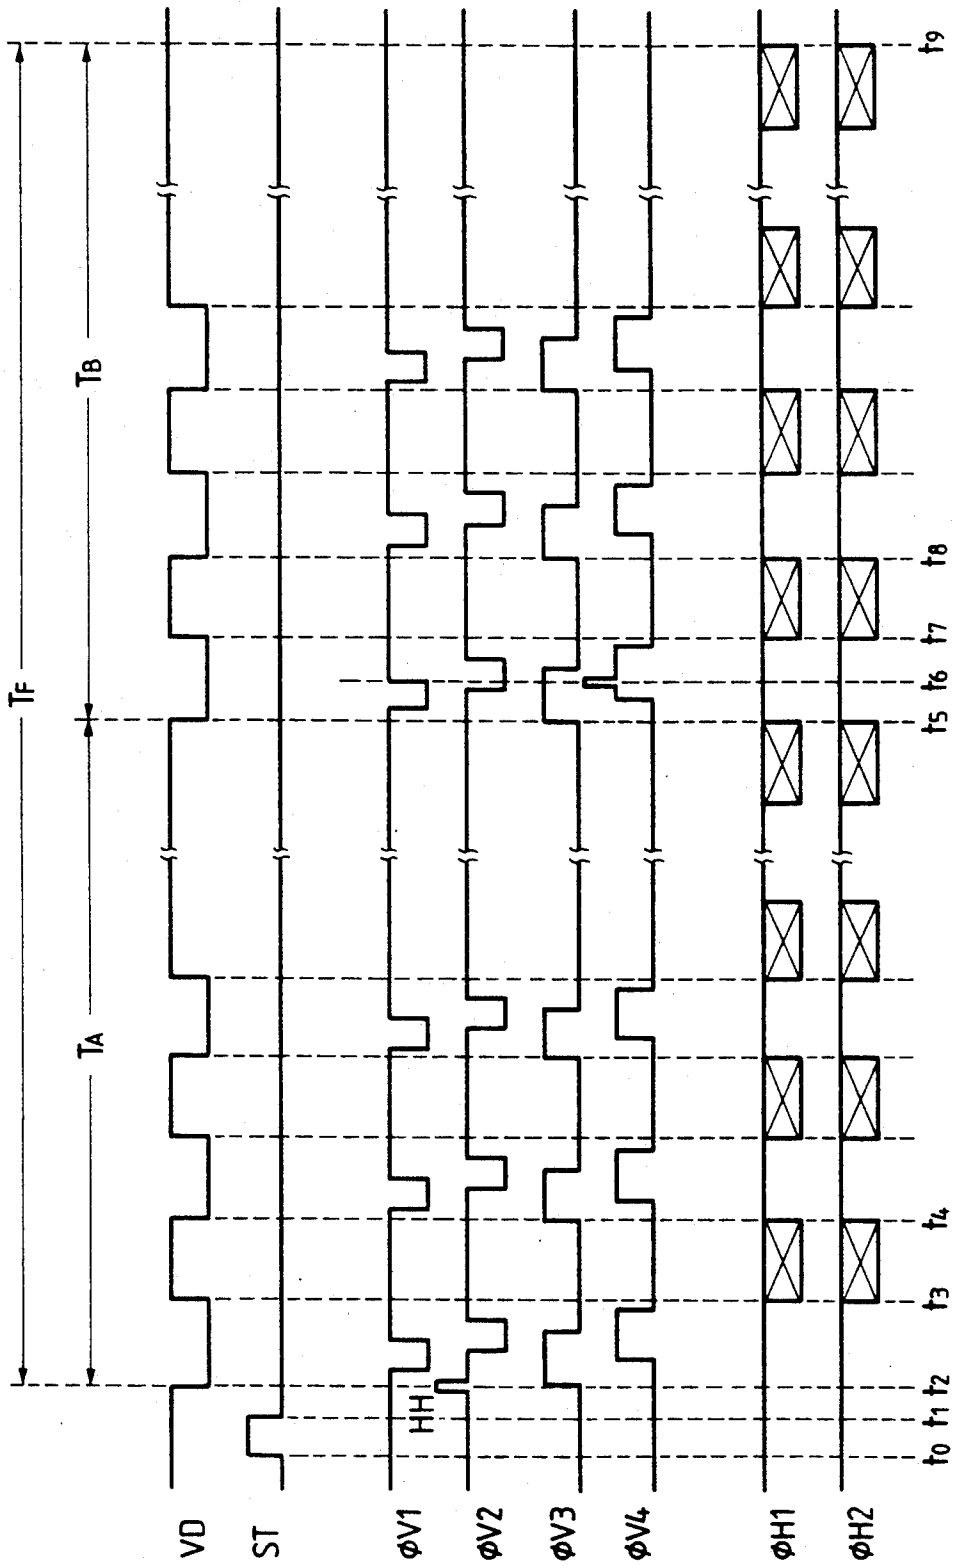 TF
TA TB
VD
ST
ΦV1
HH
ΦV2
ΦV3
ΦV4
ΦH1
ΦH2
t0 t1 t2 t3 t4 t5 t6 t7 t8 t9